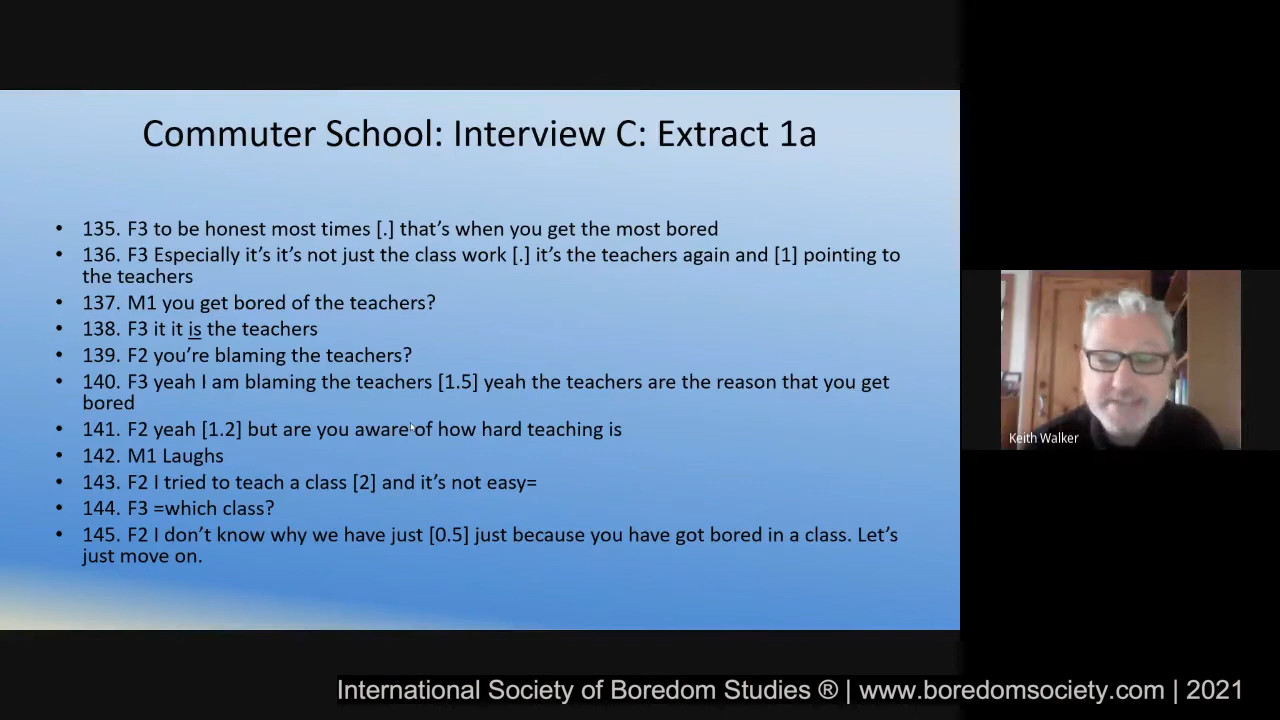 Commuter School: Interview C: Extract 1a
• 135. F3 to be honest most times [.] that’s when you get the most bored
• 136. F3 Especially it’s it’s not just the class work [.] it’s the teachers again and [1] pointing to
the teachers
• 137. M1 you get bored of the teachers?
• 138. F3 it it is the teachers
• 139. F2 you’re blaming the teachers?
• 140. F3 yeah I am blaming the teachers [1.5] yeah the teachers are the reason that you get
bored
• 141. F2 yeah [1.2] but are you aware of how hard teaching is
• 142. M1 Laughs
• 143. F2 I tried to teach a class [2] and it’s not easy=
• 144. F3 =which class?
• 145. F2 I don’t know why we have just [0.5] just because you have got bored in a class. Let’s
just move on.
Keith Walker
International Society of Boredom Studies ® | www.boredomsociety.com | 2021